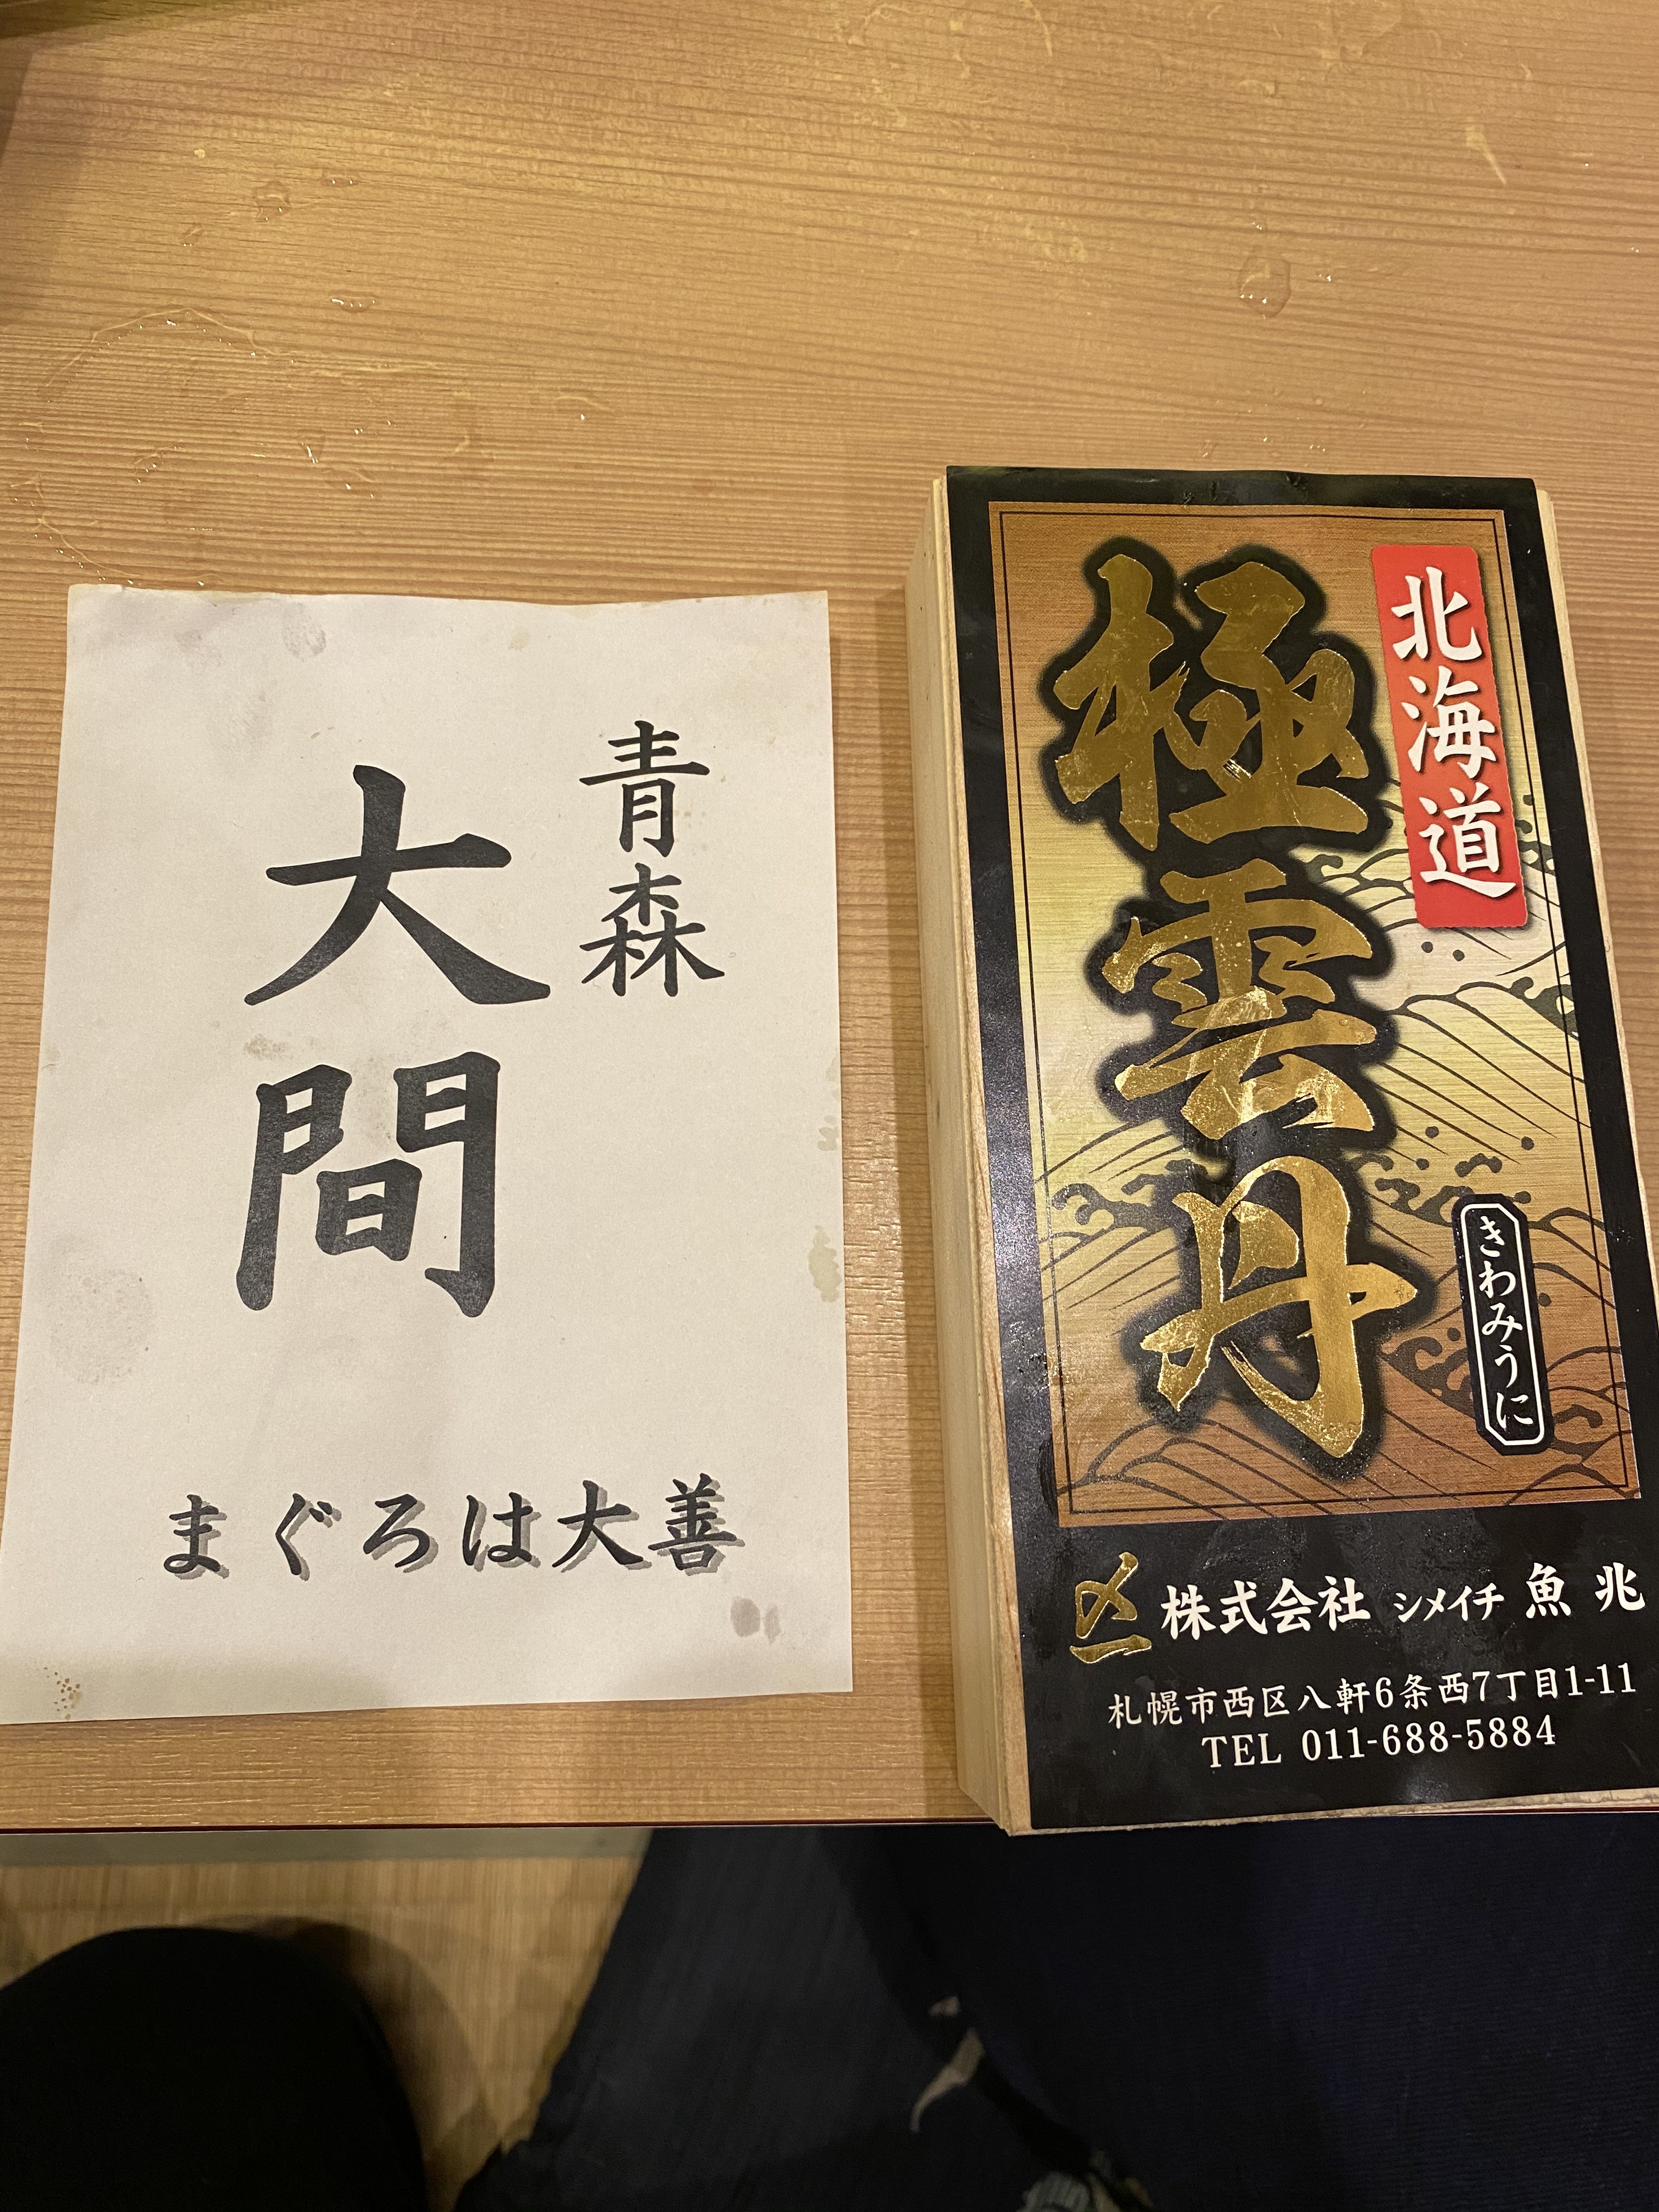 青森
大間
まぐろは大善
北海道
極雲丹
きわみうに
株式会社 シメイチ 魚兆
札幌市西区八軒6条西7丁目1-11
TEL 011-688-5884